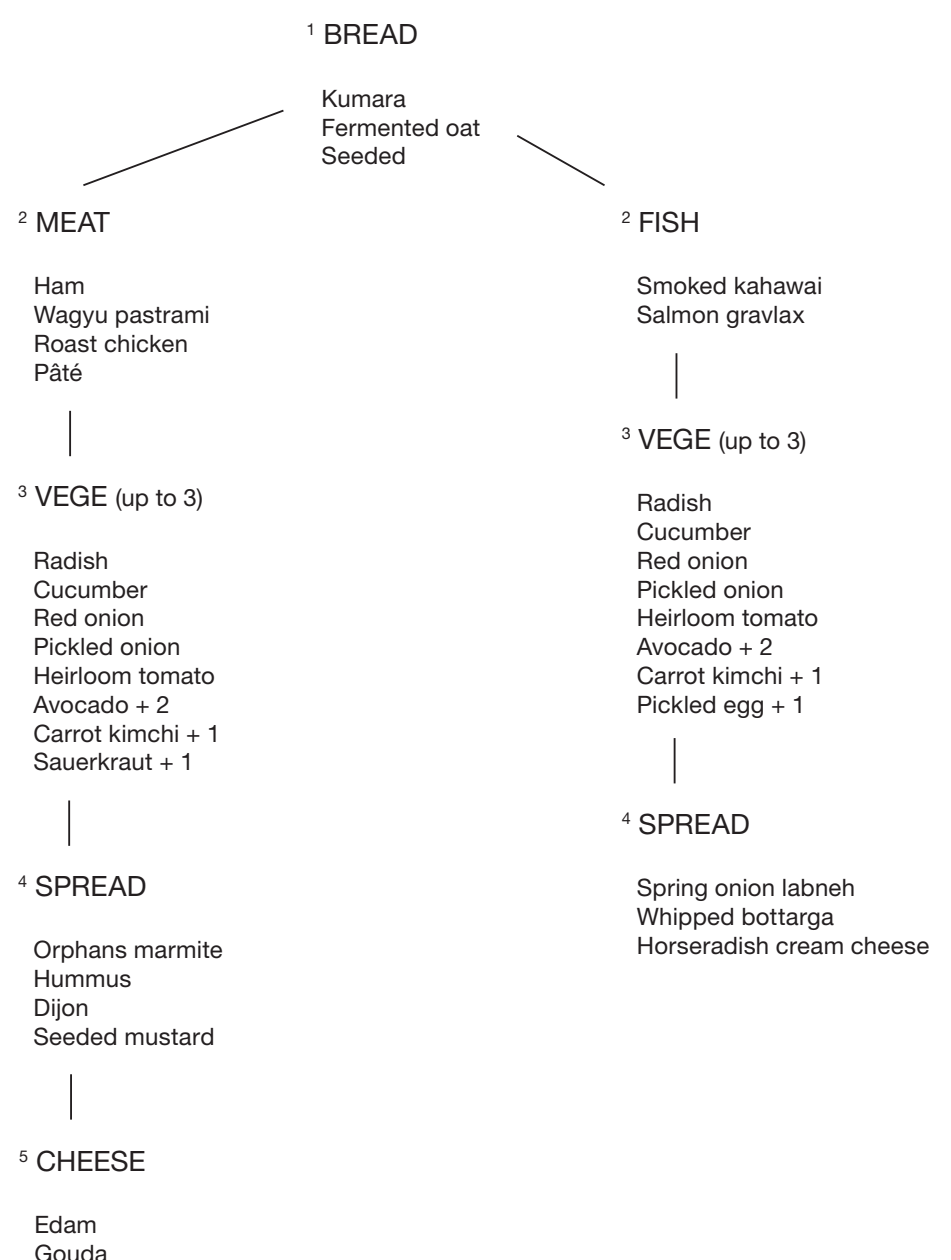 1 BREAD
Kumara
Fermented oat
Seeded
2 MEAT
Ham
Wagyu pastrami
Roast chicken
Pâté
3 VEGE (up to 3)
Radish
Cucumber
Red onion
Pickled onion
Heirloom tomato
Avocado + 2
Carrot kimchi + 1
Sauerkraut + 1
4 SPREAD
Orphans marmite
Hummus
Dijon
Seeded mustard
5 CHEESE
Edam
Gouda
2 FISH
Smoked kahawai
Salmon gravlax
3 VEGE (up to 3)
Radish
Cucumber
Red onion
Pickled onion
Heirloom tomato
Avocado + 2
Carrot kimchi + 1
Pickled egg + 1
4 SPREAD
Spring onion labneh
Whipped bottarga
Horseradish cream cheese